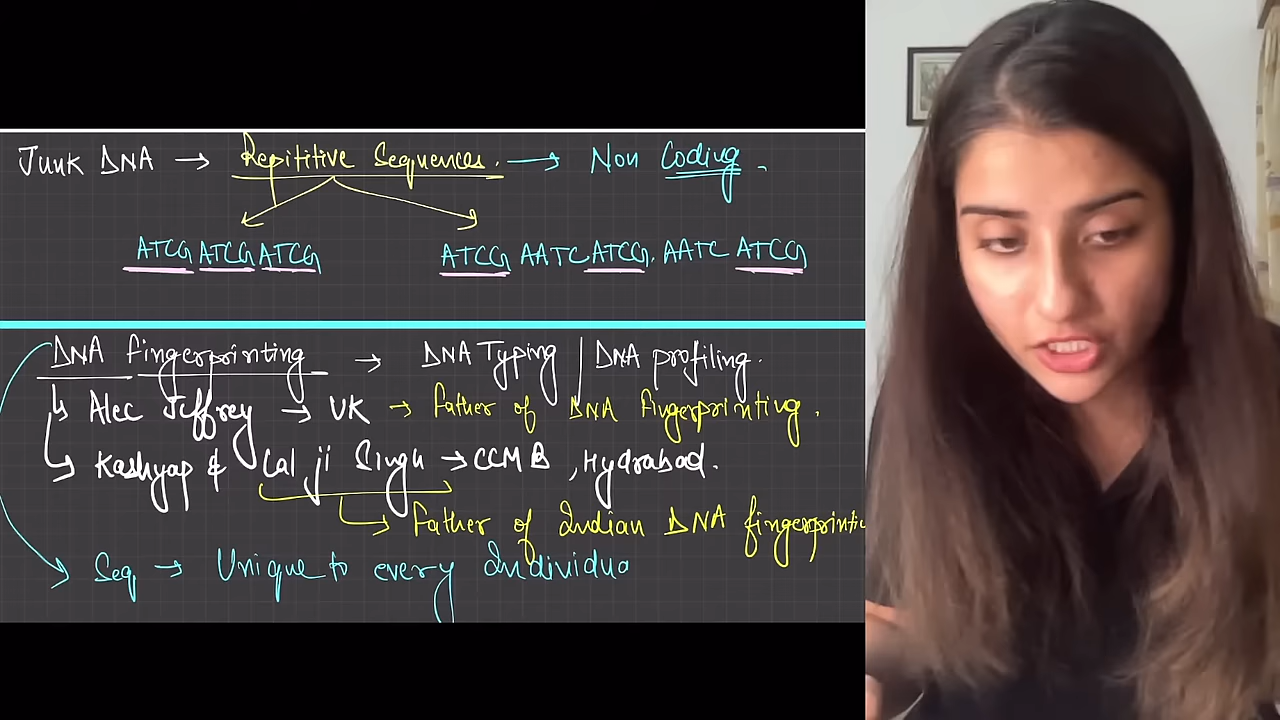 Junk DNA → Repititive Sequences. → Non Coding.
ATCG ATCG ATCG ATCG AATC ATCG. AATC ATCG
DNA fingerprinting → DNA Typing | DNA profiling.
↳ Alec Jeffrey → UK → Father of DNA fingerprinting.
↳ Kashyap & Lal ji Singh → CCMB, Hydrabad.
↳ Father of Indian DNA fingerprintin
→ Seq → Unique to every Individua